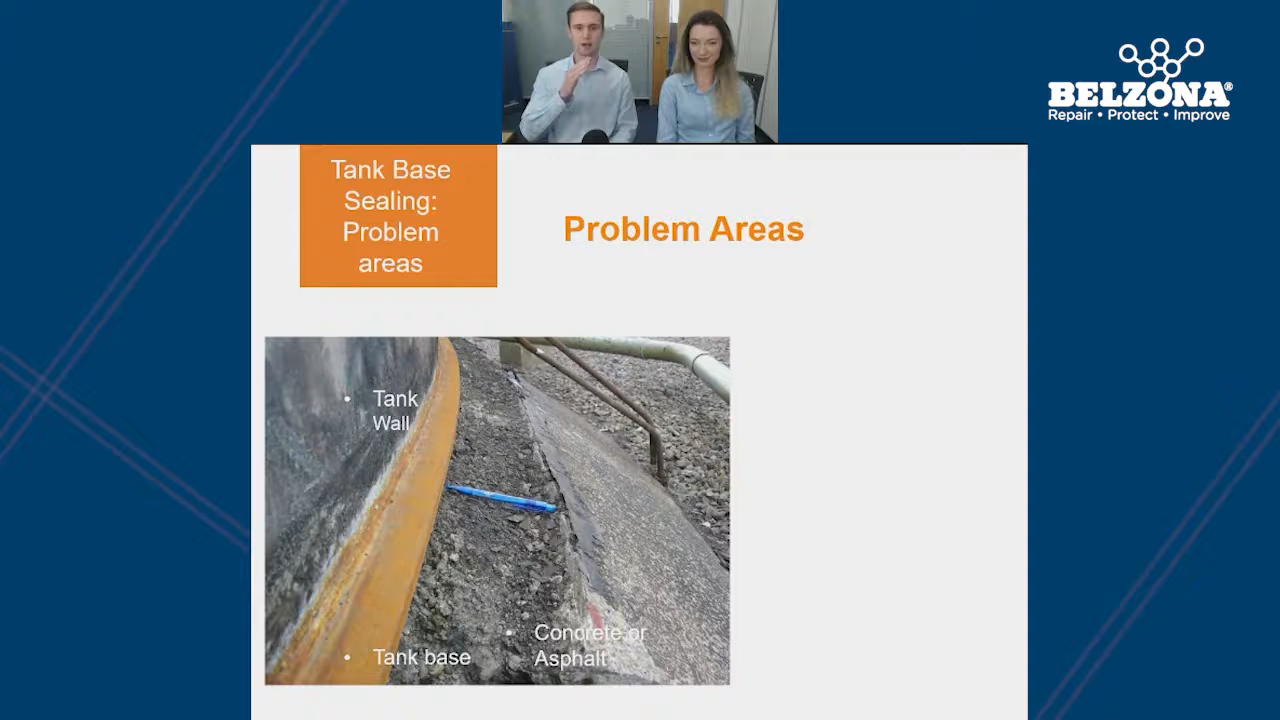 BELZONA®
Repair • Protect • Improve
Tank Base
Sealing:
Problem
areas
Problem Areas
• Tank
Wall
• Concrete or
Asphalt
• Tank base